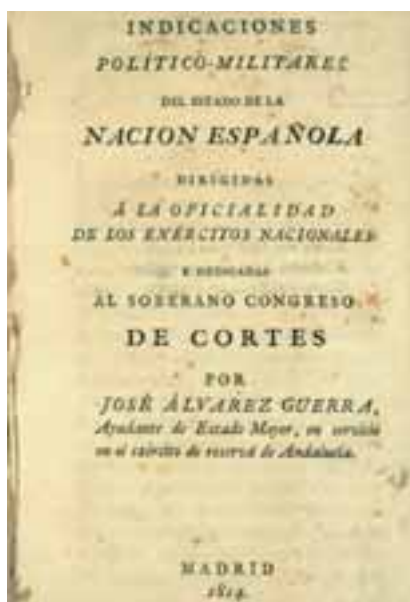 INDICACIONES
POLÍTICO-MILITARES
DEL ESTADO DE LA
NACION ESPAÑOLA
DIRIGIDAS
Á LA OFICIALIDAD
DE LOS EXÉRCITOS NACIONALES
Y DEDICADAS
AL SOBERANO CONGRESO
DE CORTES
POR
JOSÉ ÁLVAREZ GUERRA,
Ayudante de Estado Mayor, en servicio
en el exército de reserva de Andalucía.
MADRID
1814.